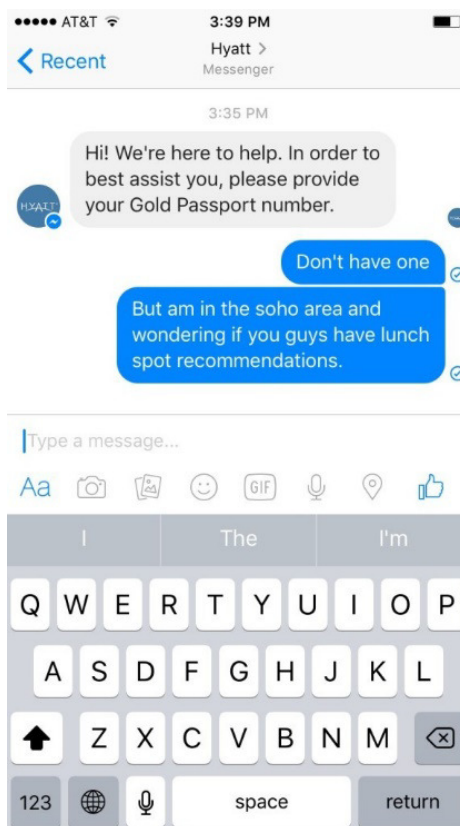 AT&T 3:39 PM
Recent Hyatt
Messenger
3:35 PM
Hi! We're here to help. In order to
best assist you, please provide
your Gold Passport number.
HYATT
Don't have one
But am in the soho area and
wondering if you guys have lunch
spot recommendations.
Type a message...
Aa GIF
I The I'm
Q W E R T Y U I O P
A S D F G H J K L
Z X C V B N M
123 space return